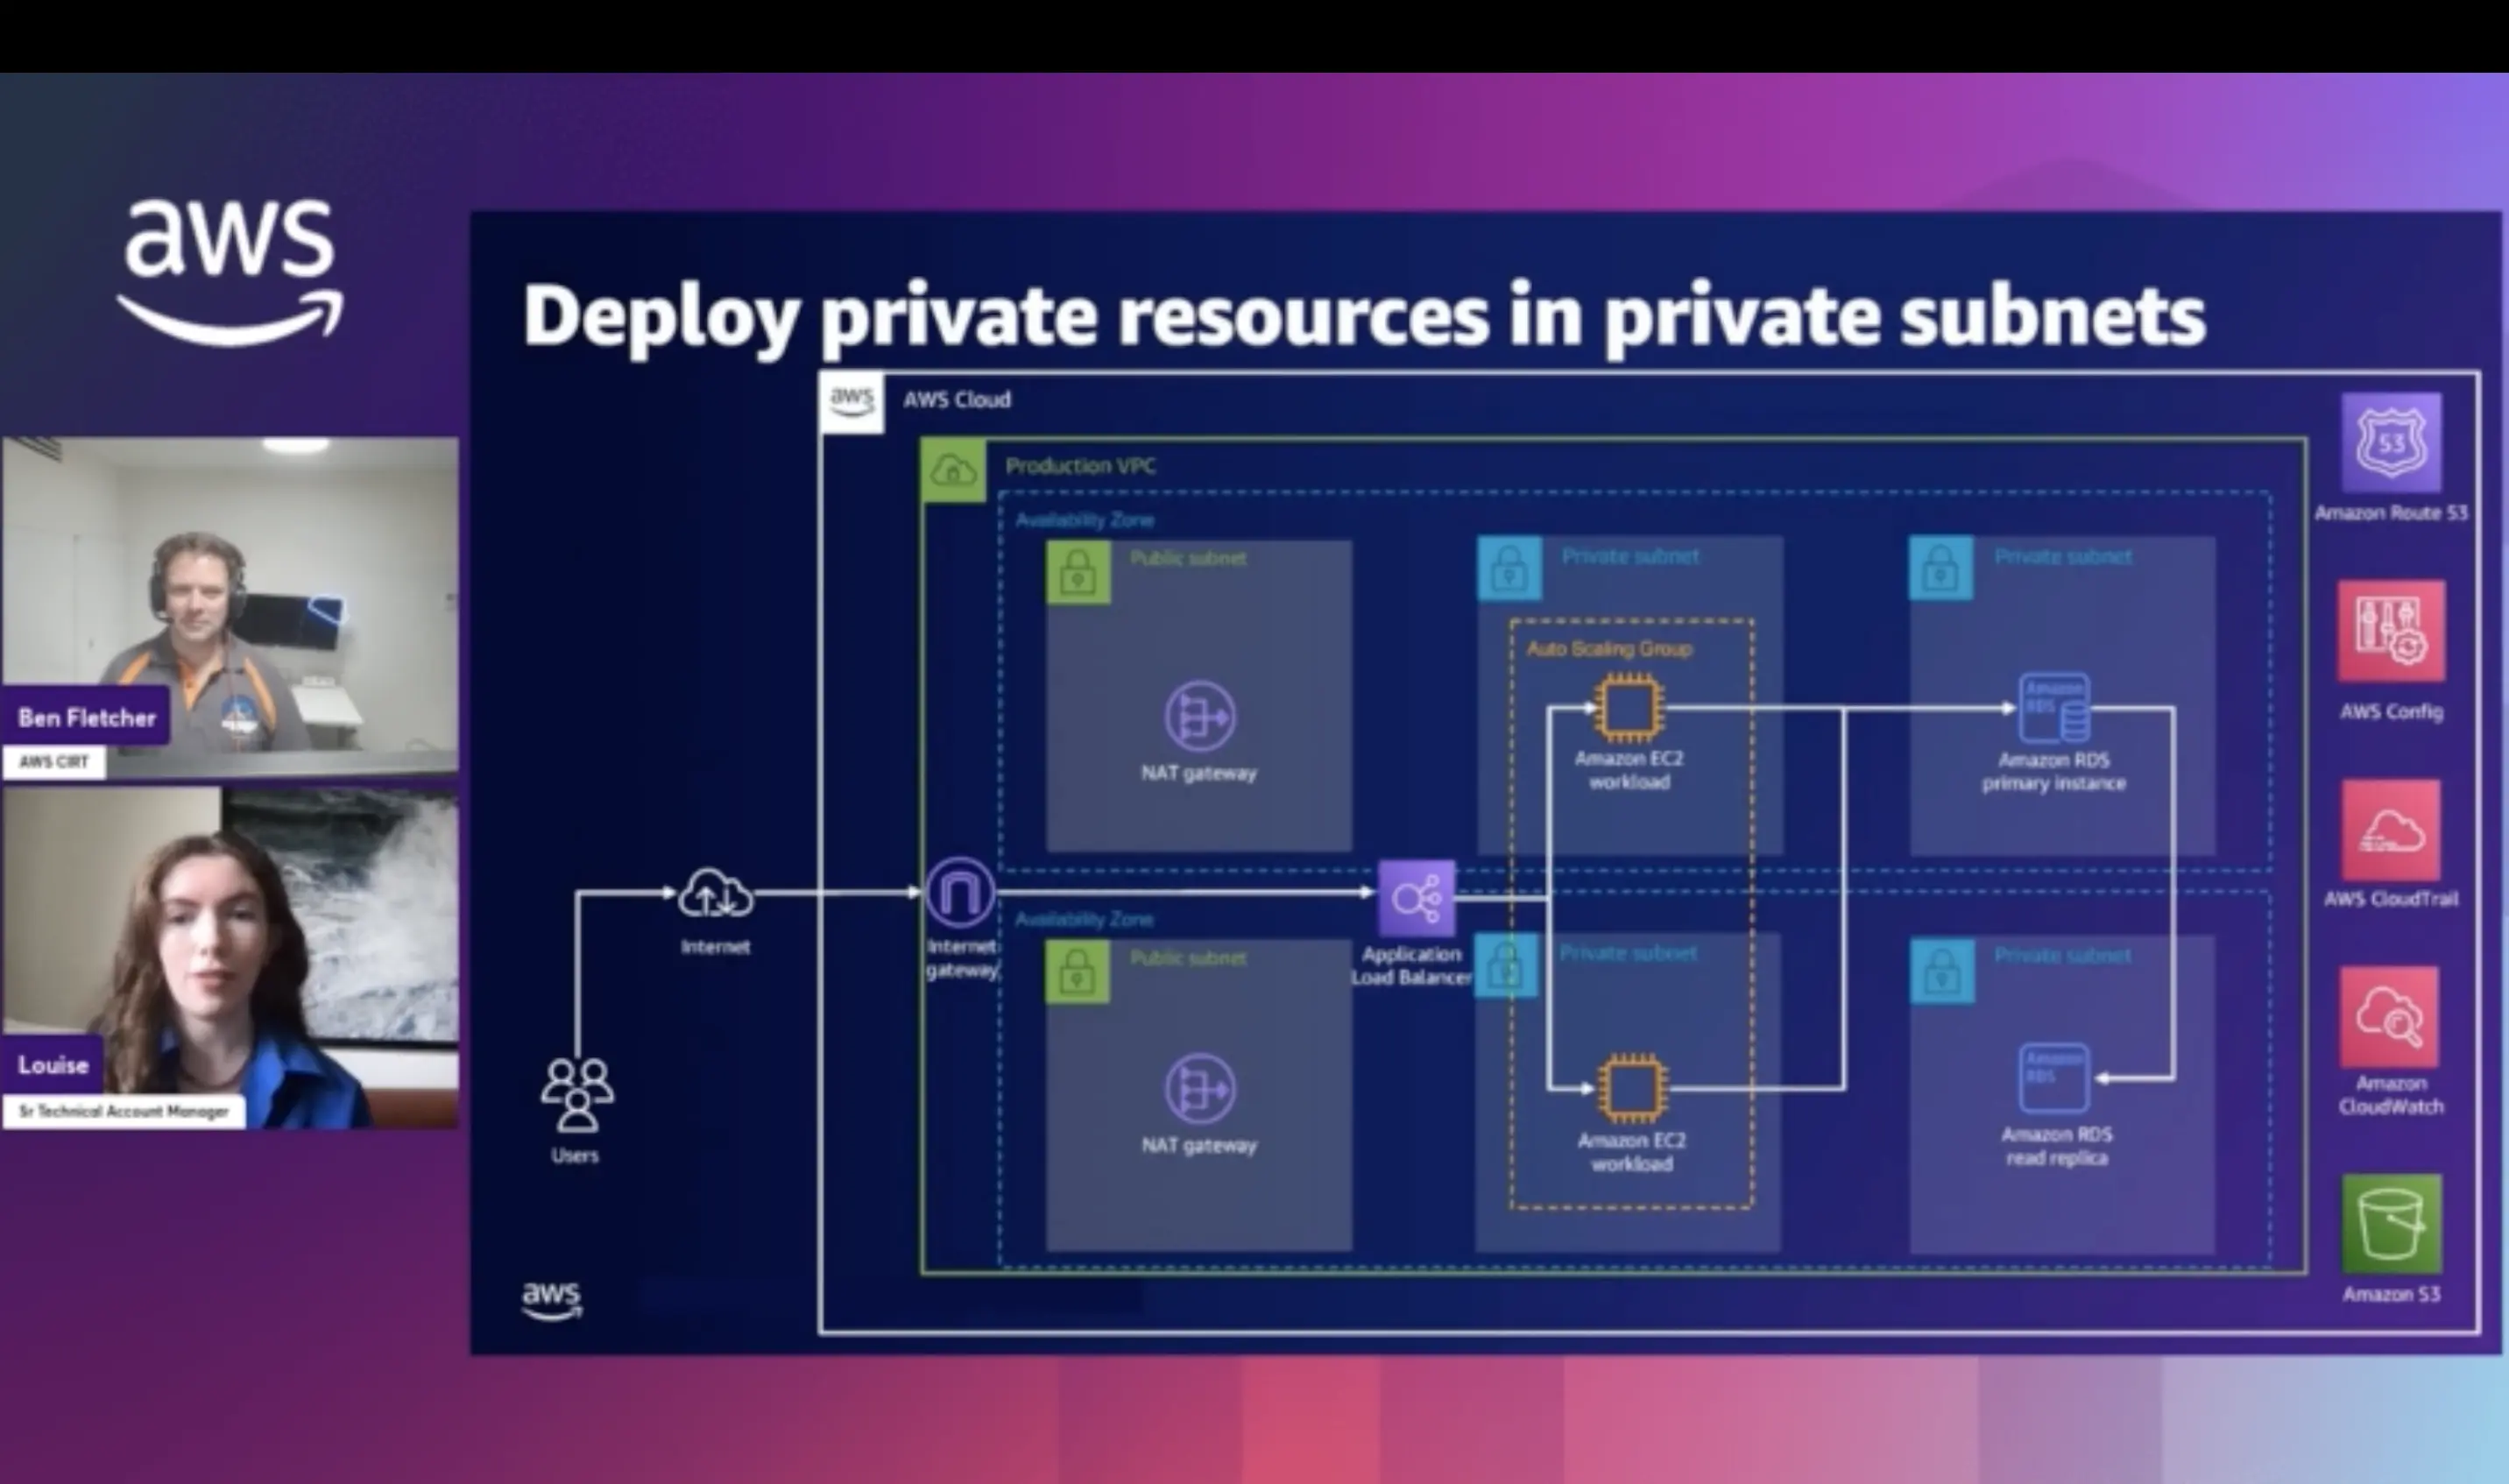 aws
Ben Fletcher
AWS CIRT
Louise
Sr Technical Account Manager
Deploy private resources in private subnets
aws
AWS Cloud
Production VPC
Availability Zone
Public subnet
Private subnet
Private subnet
Auto Scaling Group
NAT gateway
Amazon EC2
workload
Amazon
RDS
Amazon RDS
primary instance
Internet
Internet
gateway
Availability Zone
Application
Load Balancer
Public subnet
Private subnet
Private subnet
NAT gateway
Amazon EC2
workload
Amazon
RDS
Amazon RDS
read replica
Users
53
Amazon Route 53
AWS Config
AWS CloudTrail
Amazon
CloudWatch
Amazon S3
aws